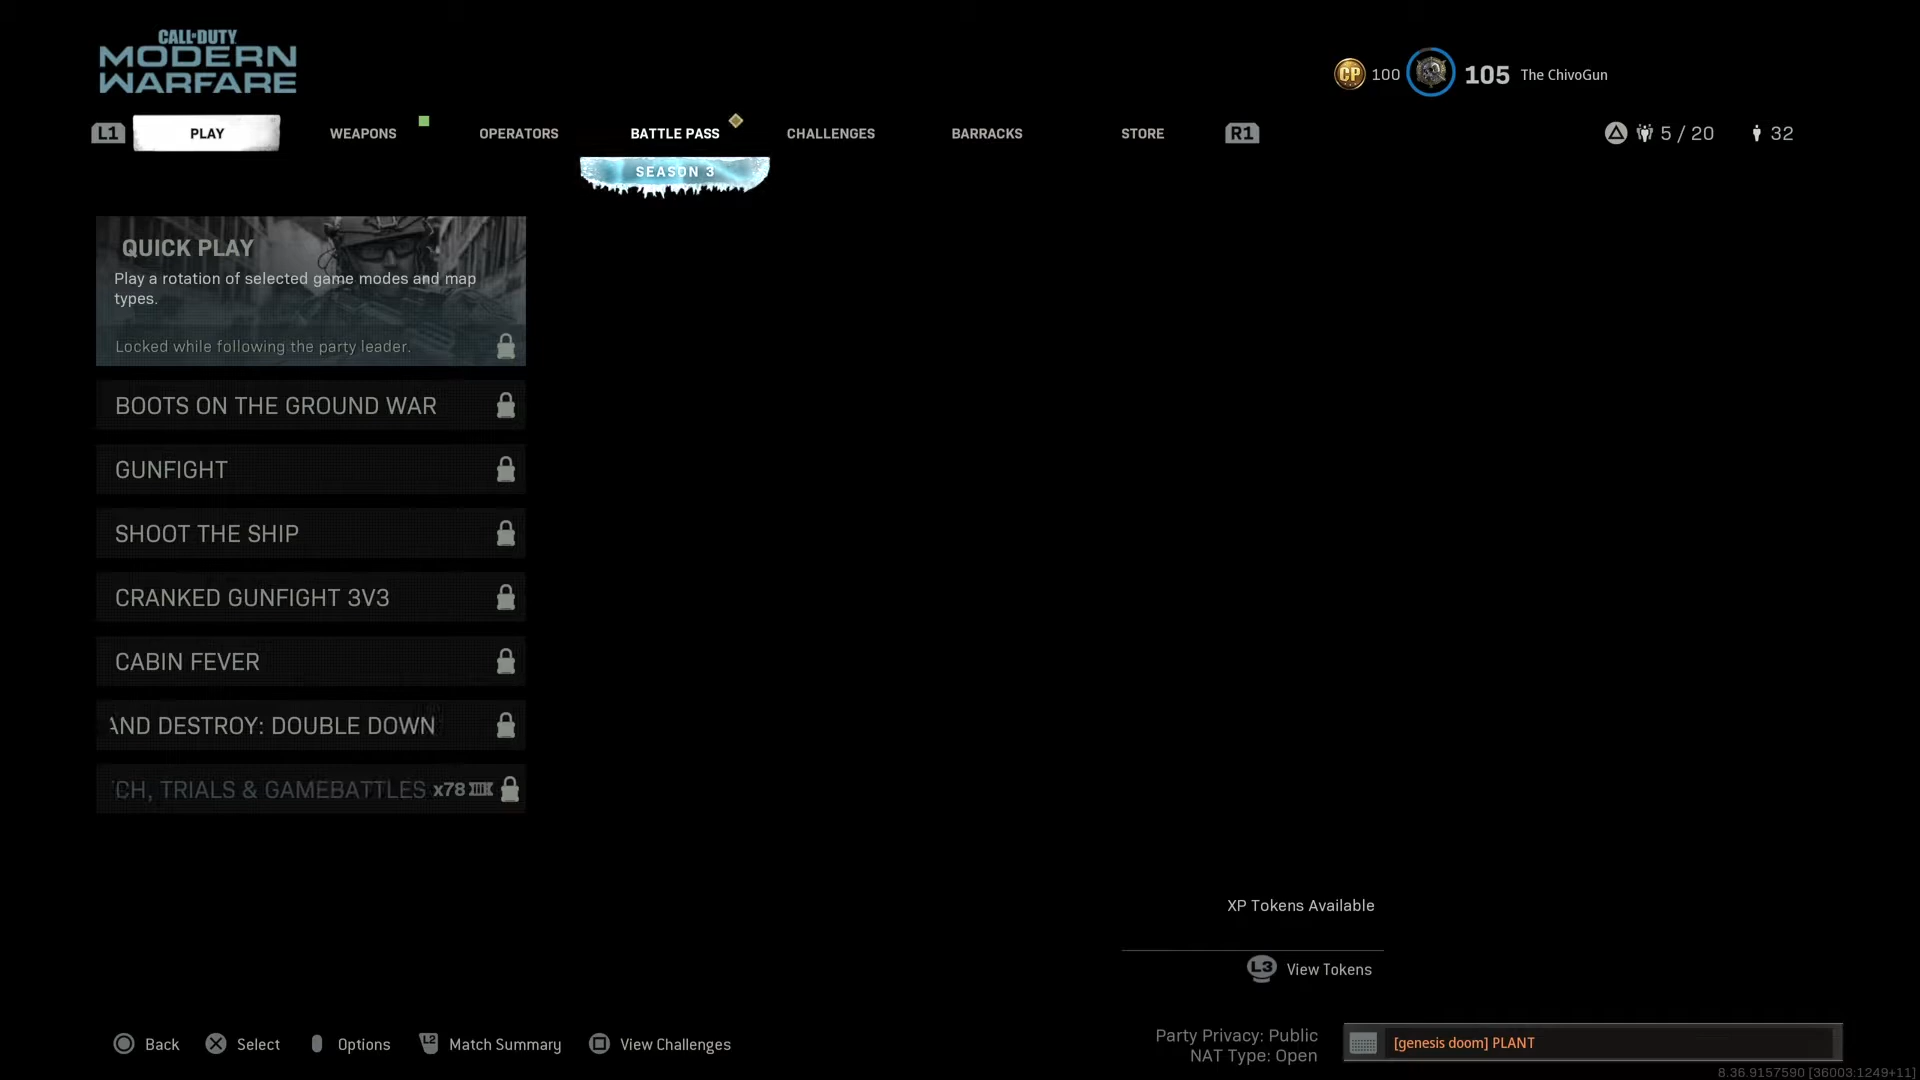 CALL OF DUTY
MODERN
WARFARE
CP 100 105 The ChivoGun
L1 PLAY WEAPONS OPERATORS BATTLE PASS CHALLENGES BARRACKS STORE R1 5 / 20 32
SEASON 3
QUICK PLAY
Play a rotation of selected game modes and map
types.
Locked while following the party leader.
BOOTS ON THE GROUND WAR
GUNFIGHT
SHOOT THE SHIP
CRANKED GUNFIGHT 3V3
CABIN FEVER
AND DESTROY: DOUBLE DOWN
CH, TRIALS & GAMEBATTLES x78
XP Tokens Available
L3 View Tokens
Back Select Options L2 Match Summary View Challenges
Party Privacy: Public
NAT Type: Open
[genesis doom] PLANT
8.36.9157590 [36003:1249+11]